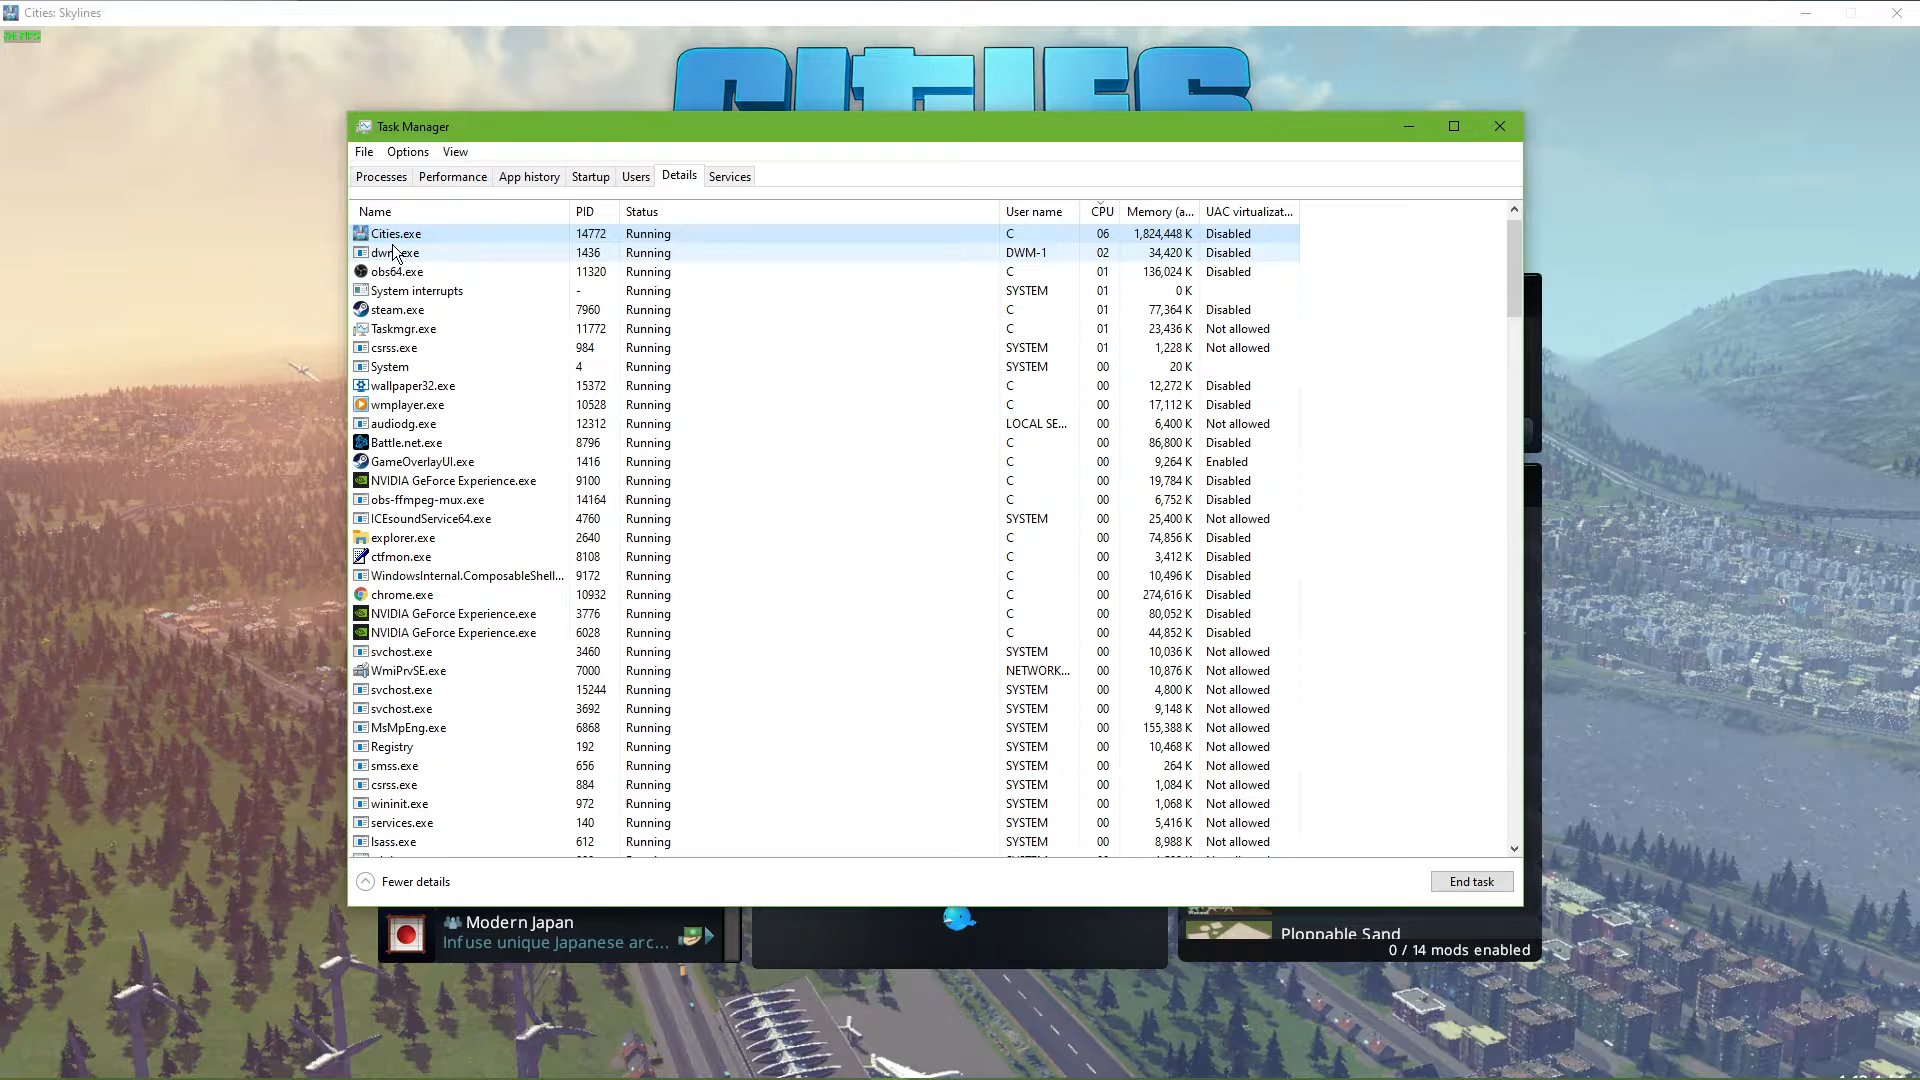 Cities: Skylines
CITIES
Task Manager
File Options View
Processes Performance App history Startup Users Details Services
Name PID Status User name CPU Memory (a... UAC virtualizat...
Cities.exe 14772 Running C 06 1,824,448 K Disabled
dwm.exe 1436 Running DWM-1 02 34,420 K Disabled
obs64.exe 11320 Running C 01 136,024 K Disabled
System interrupts - Running SYSTEM 01 0 K
steam.exe 7960 Running C 01 77,364 K Disabled
Taskmgr.exe 11772 Running C 01 23,436 K Not allowed
csrss.exe 984 Running SYSTEM 01 1,228 K Not allowed
System 4 Running SYSTEM 00 20 K
wallpaper32.exe 15372 Running C 00 12,272 K Disabled
wmplayer.exe 10528 Running C 00 17,112 K Disabled
audiodg.exe 12312 Running LOCAL SE... 00 6,400 K Not allowed
Battle.net.exe 8796 Running C 00 86,800 K Disabled
GameOverlayUI.exe 1416 Running C 00 9,264 K Enabled
NVIDIA GeForce Experience.exe 9100 Running C 00 19,784 K Disabled
obs-ffmpeg-mux.exe 14164 Running C 00 6,752 K Disabled
ICEsoundService64.exe 4760 Running SYSTEM 00 25,400 K Not allowed
explorer.exe 2640 Running C 00 74,856 K Disabled
ctfmon.exe 8108 Running C 00 3,412 K Disabled
WindowsInternal.ComposableShell... 9172 Running C 00 10,496 K Disabled
chrome.exe 10932 Running C 00 274,616 K Disabled
NVIDIA GeForce Experience.exe 3776 Running C 00 80,052 K Disabled
NVIDIA GeForce Experience.exe 6028 Running C 00 44,852 K Disabled
svchost.exe 3460 Running SYSTEM 00 10,036 K Not allowed
WmiPrvSE.exe 7000 Running NETWORK... 00 10,876 K Not allowed
svchost.exe 15244 Running SYSTEM 00 4,800 K Not allowed
svchost.exe 3692 Running SYSTEM 00 9,148 K Not allowed
MsMpEng.exe 6868 Running SYSTEM 00 155,388 K Not allowed
Registry 192 Running SYSTEM 00 10,468 K Not allowed
smss.exe 656 Running SYSTEM 00 264 K Not allowed
csrss.exe 884 Running SYSTEM 00 1,084 K Not allowed
wininit.exe 972 Running SYSTEM 00 1,068 K Not allowed
services.exe 140 Running SYSTEM 00 5,416 K Not allowed
lsass.exe 612 Running SYSTEM 00 8,988 K Not allowed
Fewer details End task
Modern Japan
Infuse unique Japanese arc...
Ploppable Sand
0 / 14 mods enabled